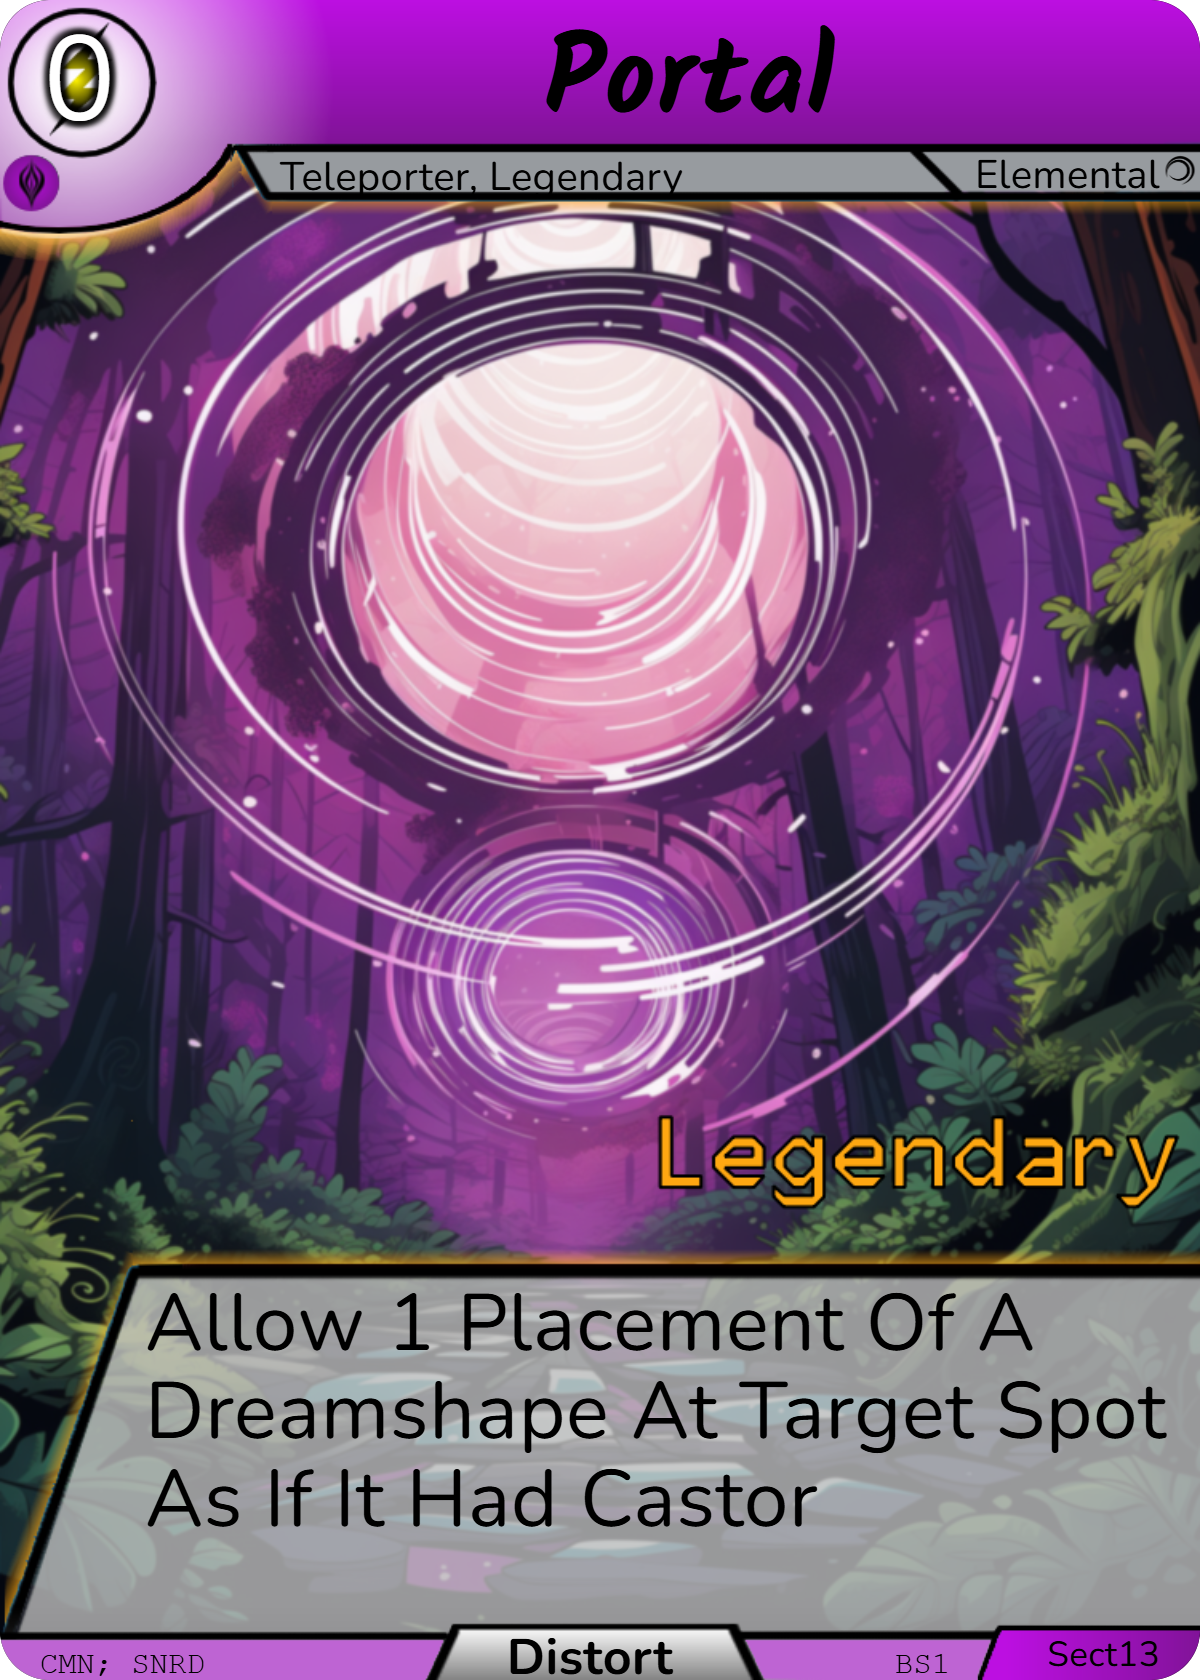 0
Portal
Teleporter, Legendary
Elemental
Legendary
Allow 1 Placement Of A
Dreamshape At Target Spot
As If It Had Castor
CMN; SNRD
Distort
BS1
Sect13